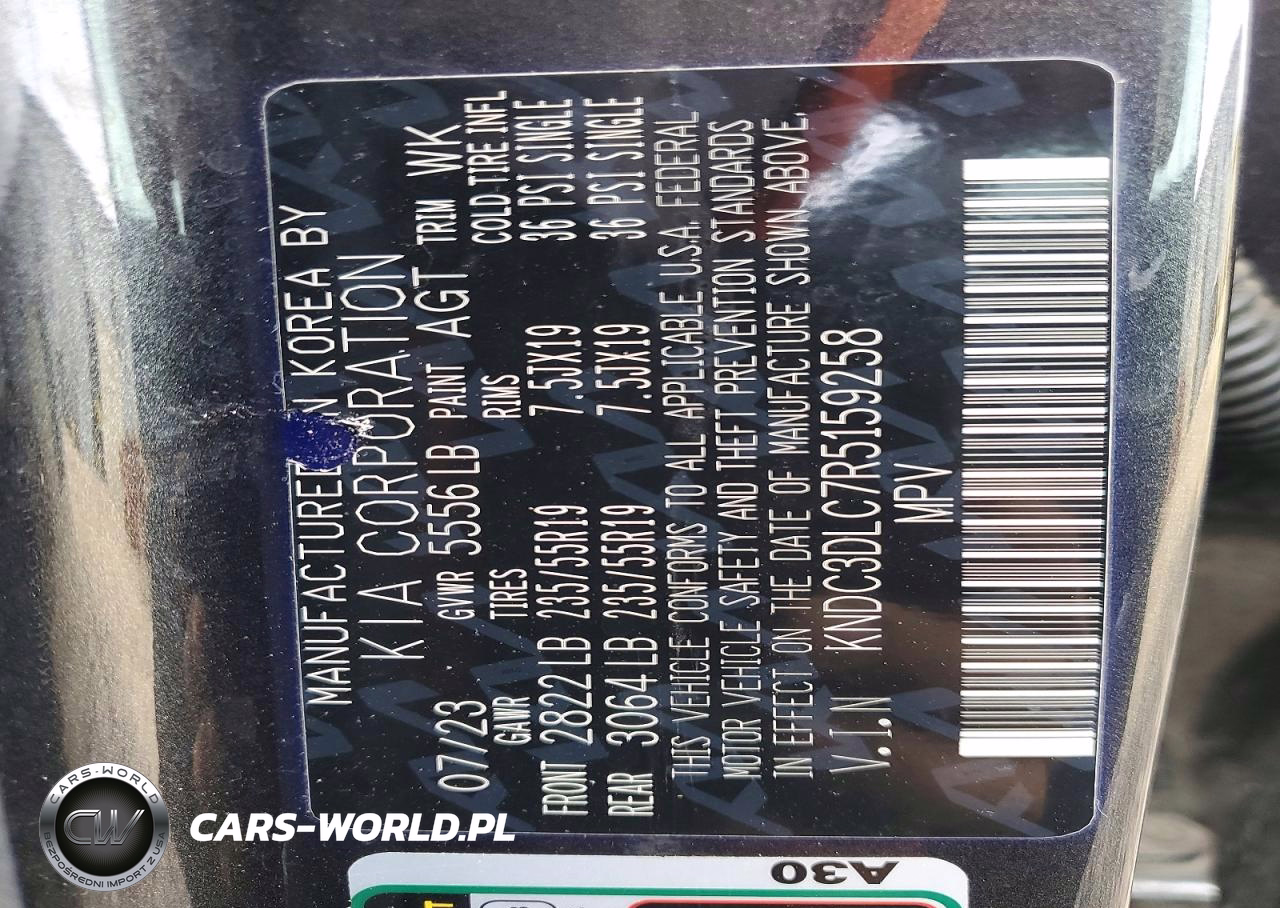 MANUFACTURED IN KOREA BY
KIA CORPORATION
07/23 GVWR 5556LB PAINT AGT TRIM WK
GAWR TIRES RIMS COLD TIRE INFL
FRONT 2822LB 235/55R19 7.5JX19 36 PSI SINGLE
REAR 3064LB 235/55R19 7.5JX19 36 PSI SINGLE
THIS VEHICLE CONFORMS TO ALL APPLICABLE U.S.A. FEDERAL
MOTOR VEHICLE SAFETY AND THEFT PREVENTION STANDARDS
IN EFFECT ON THE DATE OF MANUFACTURE SHOWN ABOVE.
V.I.N KNDC3DLC7R5159258
MPV
A30
CARS-WORLD
CW
BEZPOŚREDNI IMPORT Z USA
CARS-WORLD.PL